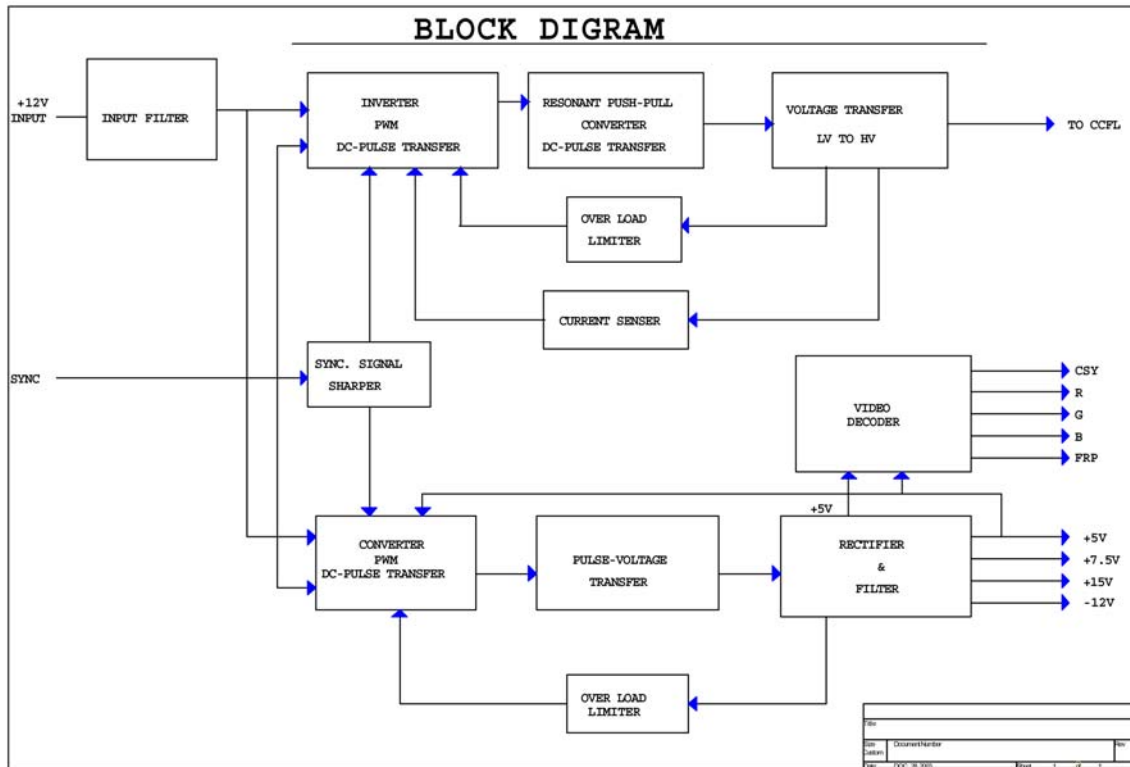 BLOCK DIGRAM
+12V
INPUT
INPUT FILTER
INVERTER
PWM
DC-PULSE TRANSFER
RESONANT PUSH-PULL
CONVERTER
DC-PULSE TRANSFER
VOLTAGE TRANSFER
LV TO HV
TO CCFL
OVER LOAD
LIMITER
CURRENT SENSER
SYNC
SYNC. SIGNAL
SHARPER
VIDEO
DECODER
CSY
R
G
B
FRP
+5V
CONVERTER
PWM
DC-PULSE TRANSFER
PULSE-VOLTAGE
TRANSFER
RECTIFIER
&
FILTER
+5V
+7.5V
+15V
-12V
OVER LOAD
LIMITER
Title
Size
Custom
Document Number
Rev
Date:
Sheet
of